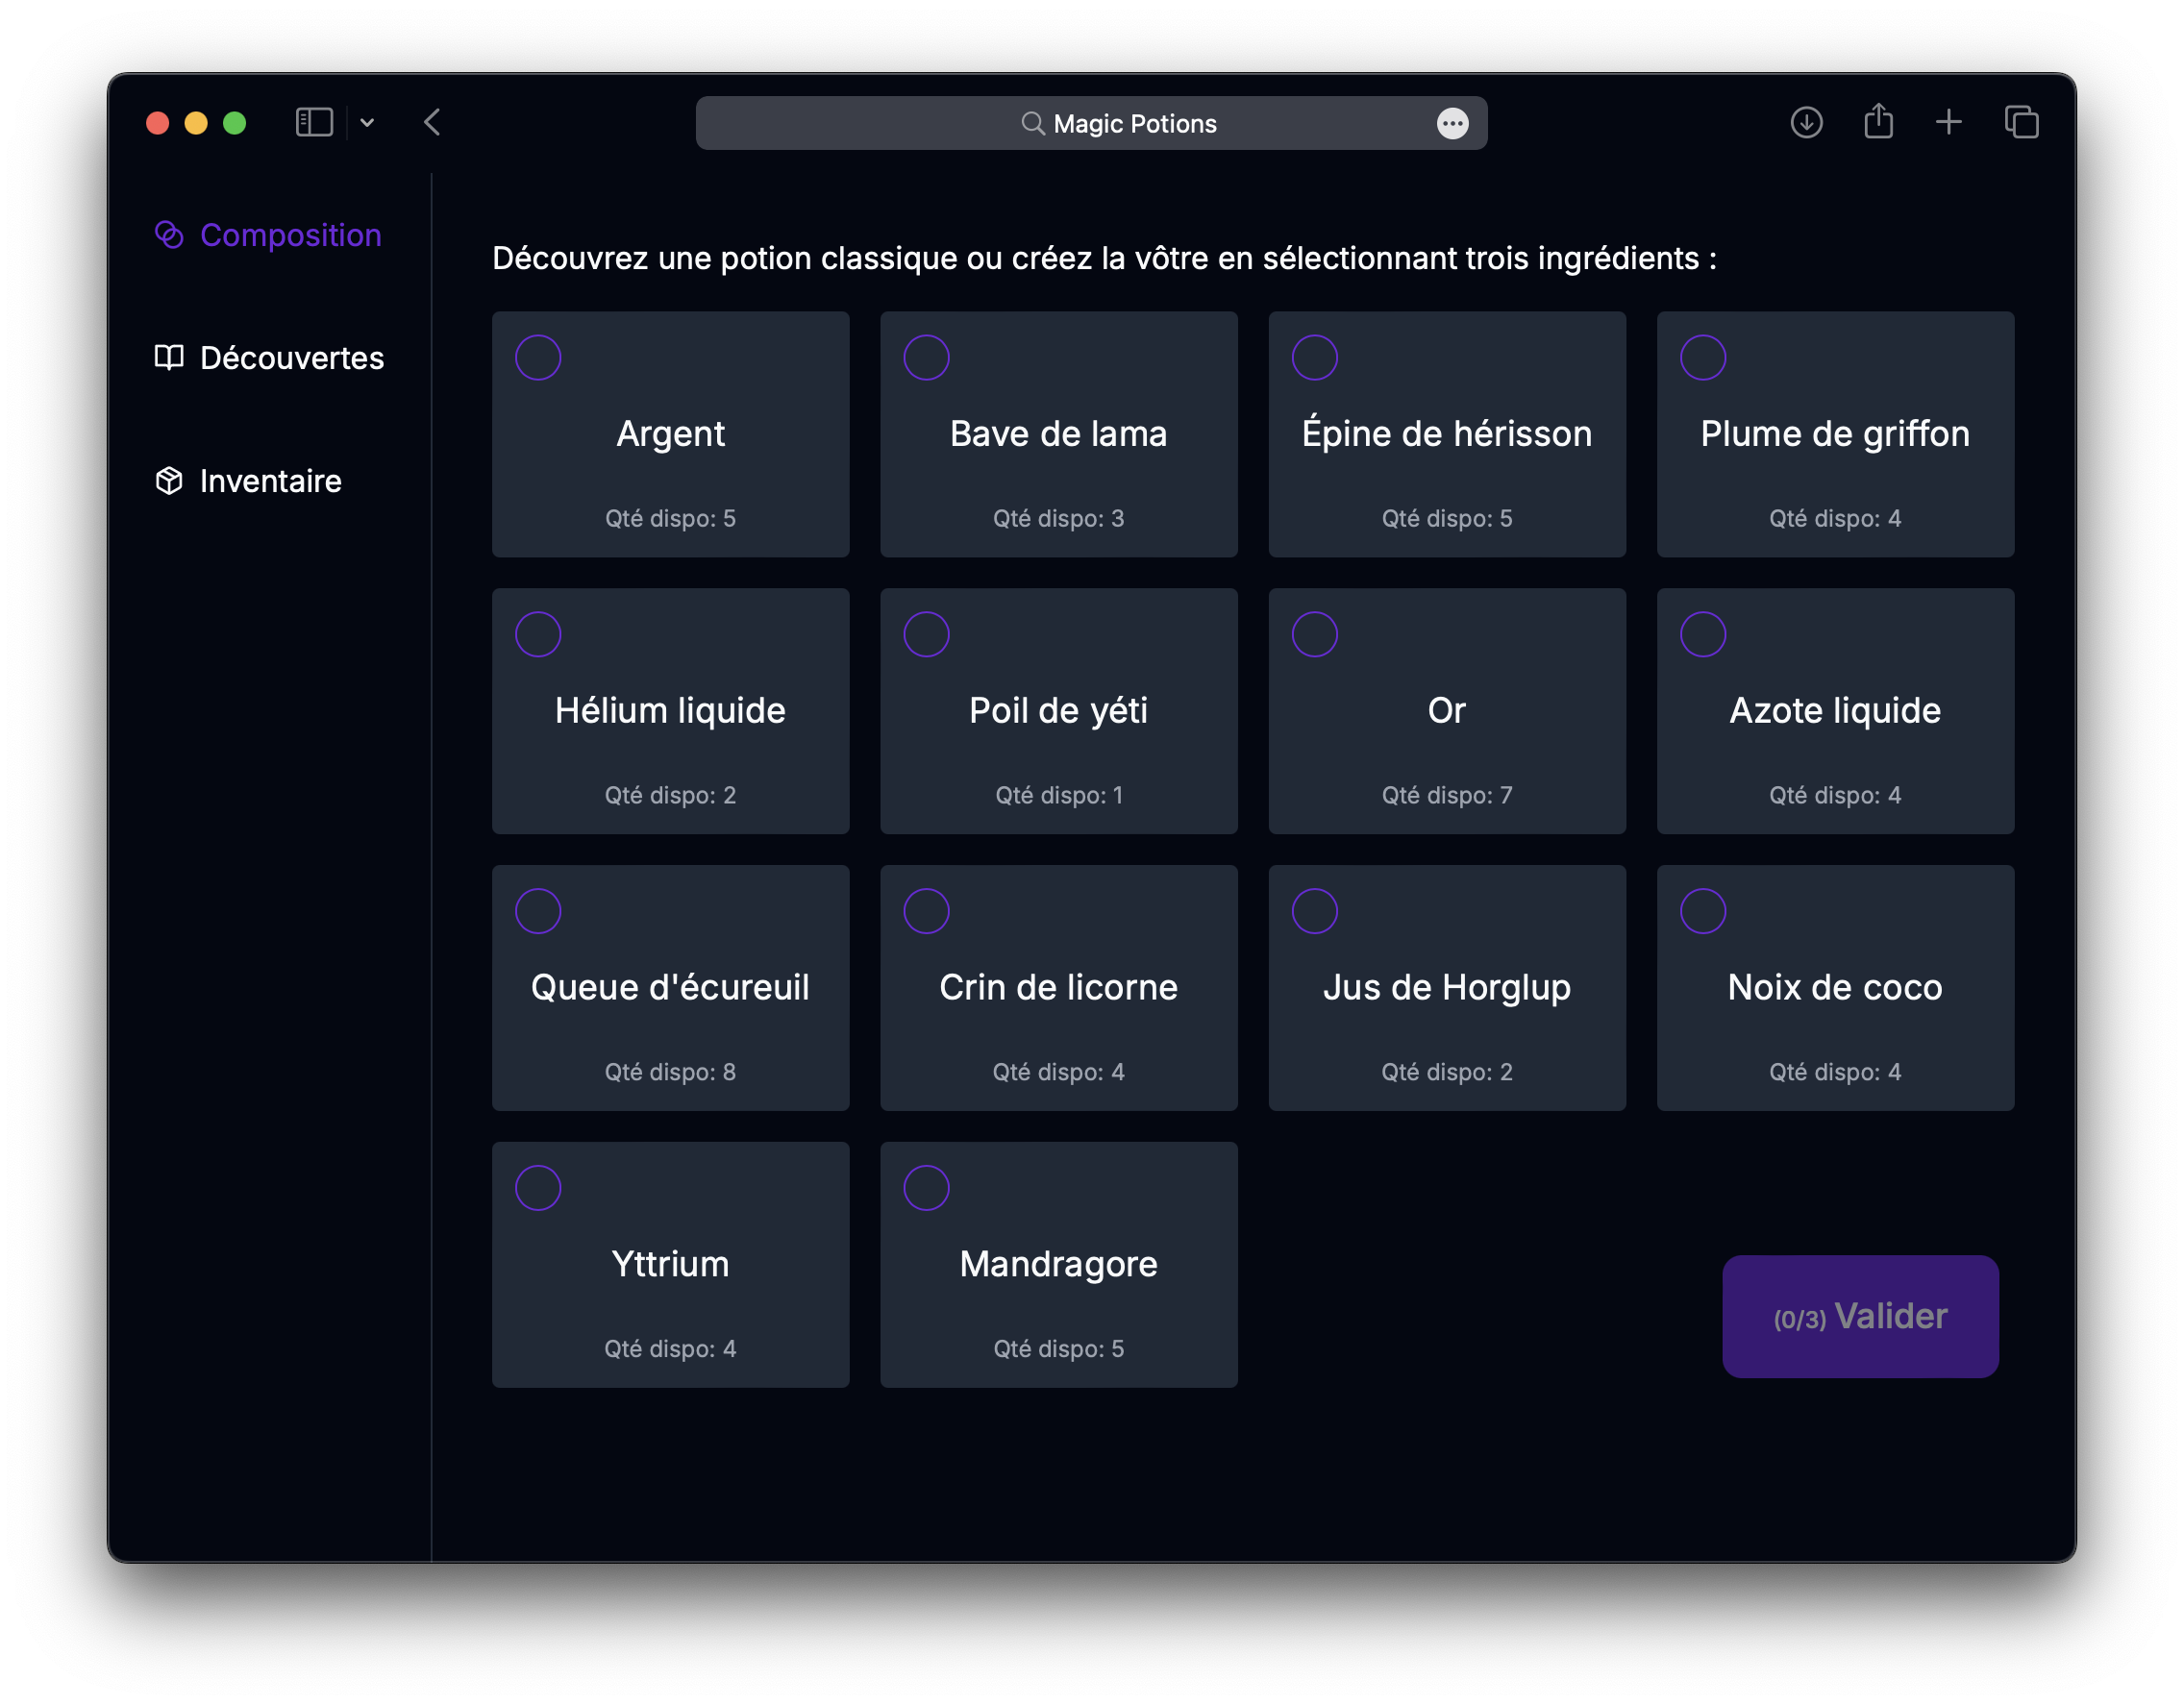 Magic Potions
Composition
Découvertes
Inventaire
Découvrez une potion classique ou créez la vôtre en sélectionnant trois ingrédients :
Argent
Qté dispo: 5
Bave de lama
Qté dispo: 3
Épine de hérisson
Qté dispo: 5
Plume de griffon
Qté dispo: 4
Hélium liquide
Qté dispo: 2
Poil de yéti
Qté dispo: 1
Or
Qté dispo: 7
Azote liquide
Qté dispo: 4
Queue d'écureuil
Qté dispo: 8
Crin de licorne
Qté dispo: 4
Jus de Horglup
Qté dispo: 2
Noix de coco
Qté dispo: 4
Yttrium
Qté dispo: 4
Mandragore
Qté dispo: 5
(0/3) Valider